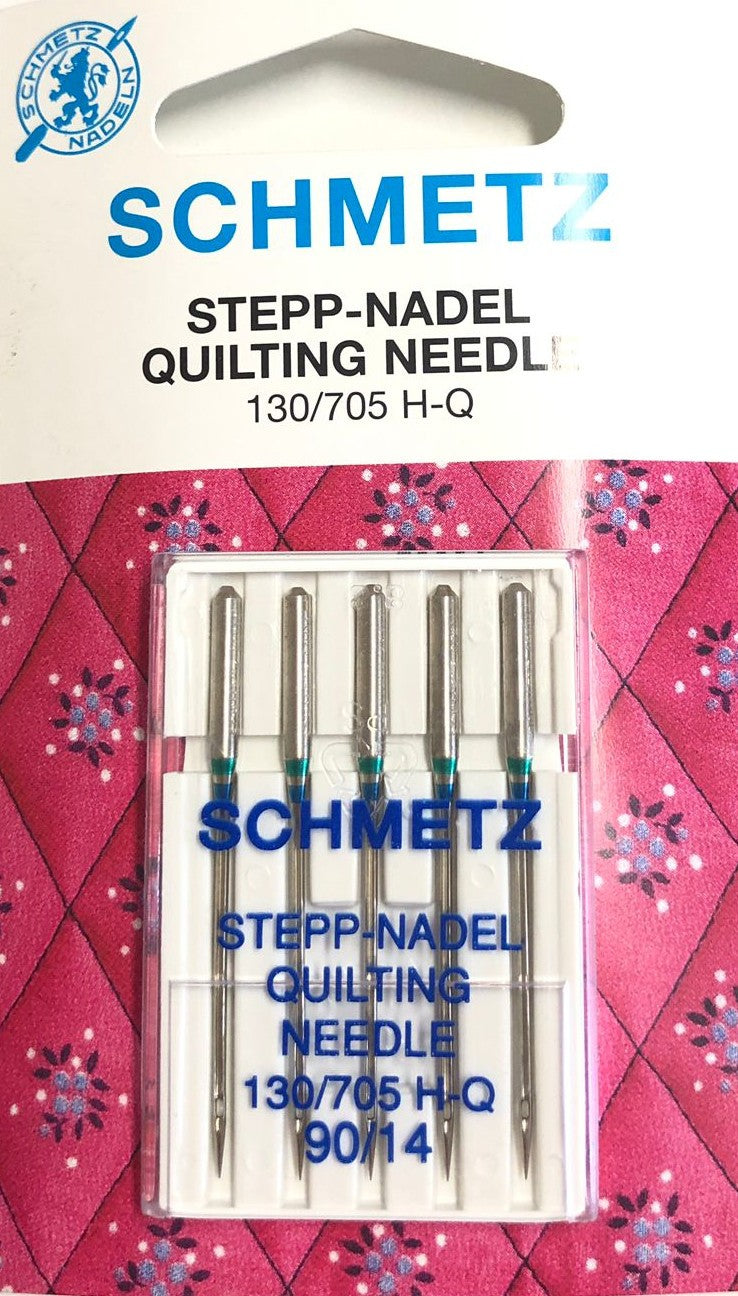 SCHMETZ
NADELN
SCHMETZ
STEPP-NADEL
QUILTING NEEDLE
130/705 H-Q
SCHMETZ
STEPP-NADEL
QUILTING
NEEDLE
130/705 H-Q
90/14